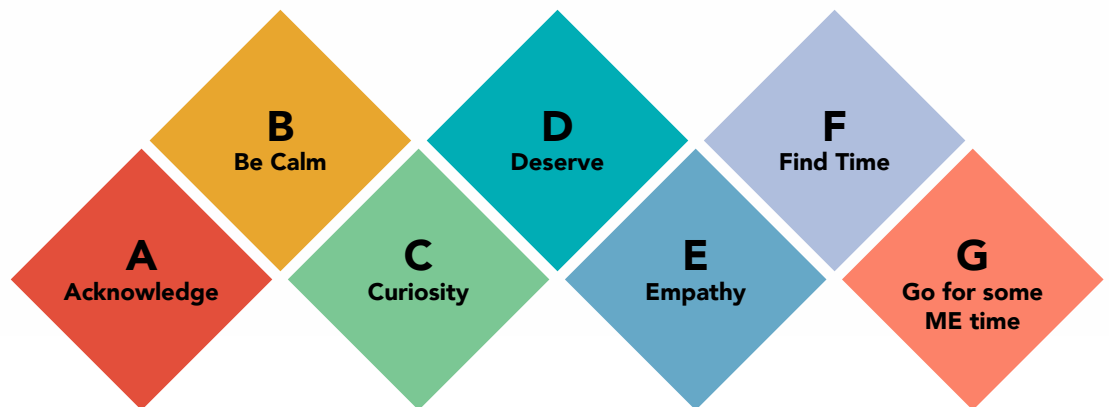 A
Acknowledge
B
Be Calm
C
Curiosity
D
Deserve
E
Empathy
F
Find Time
G
Go for some
ME time